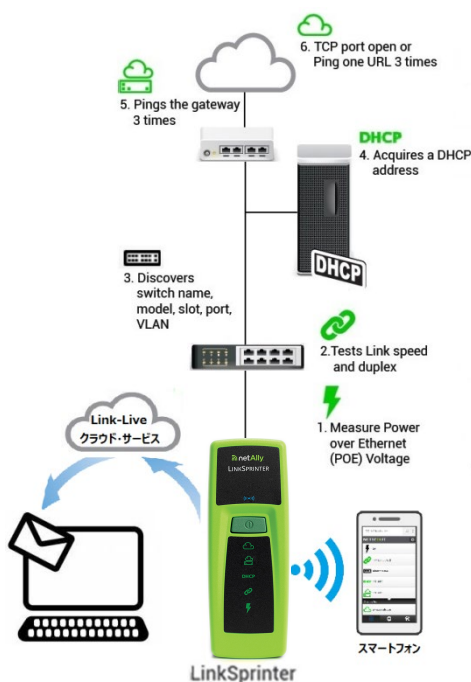 6. TCP port open or
Ping one URL 3 times
5. Pings the gateway
3 times
DHCP
4. Acquires a DHCP
address
DHCP
3. Discovers
switch name,
model, slot, port,
VLAN
2.Tests Link speed
and duplex
1. Measure Power
over Ethernet
(POE) Voltage
Link-Live
クラウド・サービス
netAlly
LINKSPRINTER
DHCP
スマートフォン
LinkSprinter